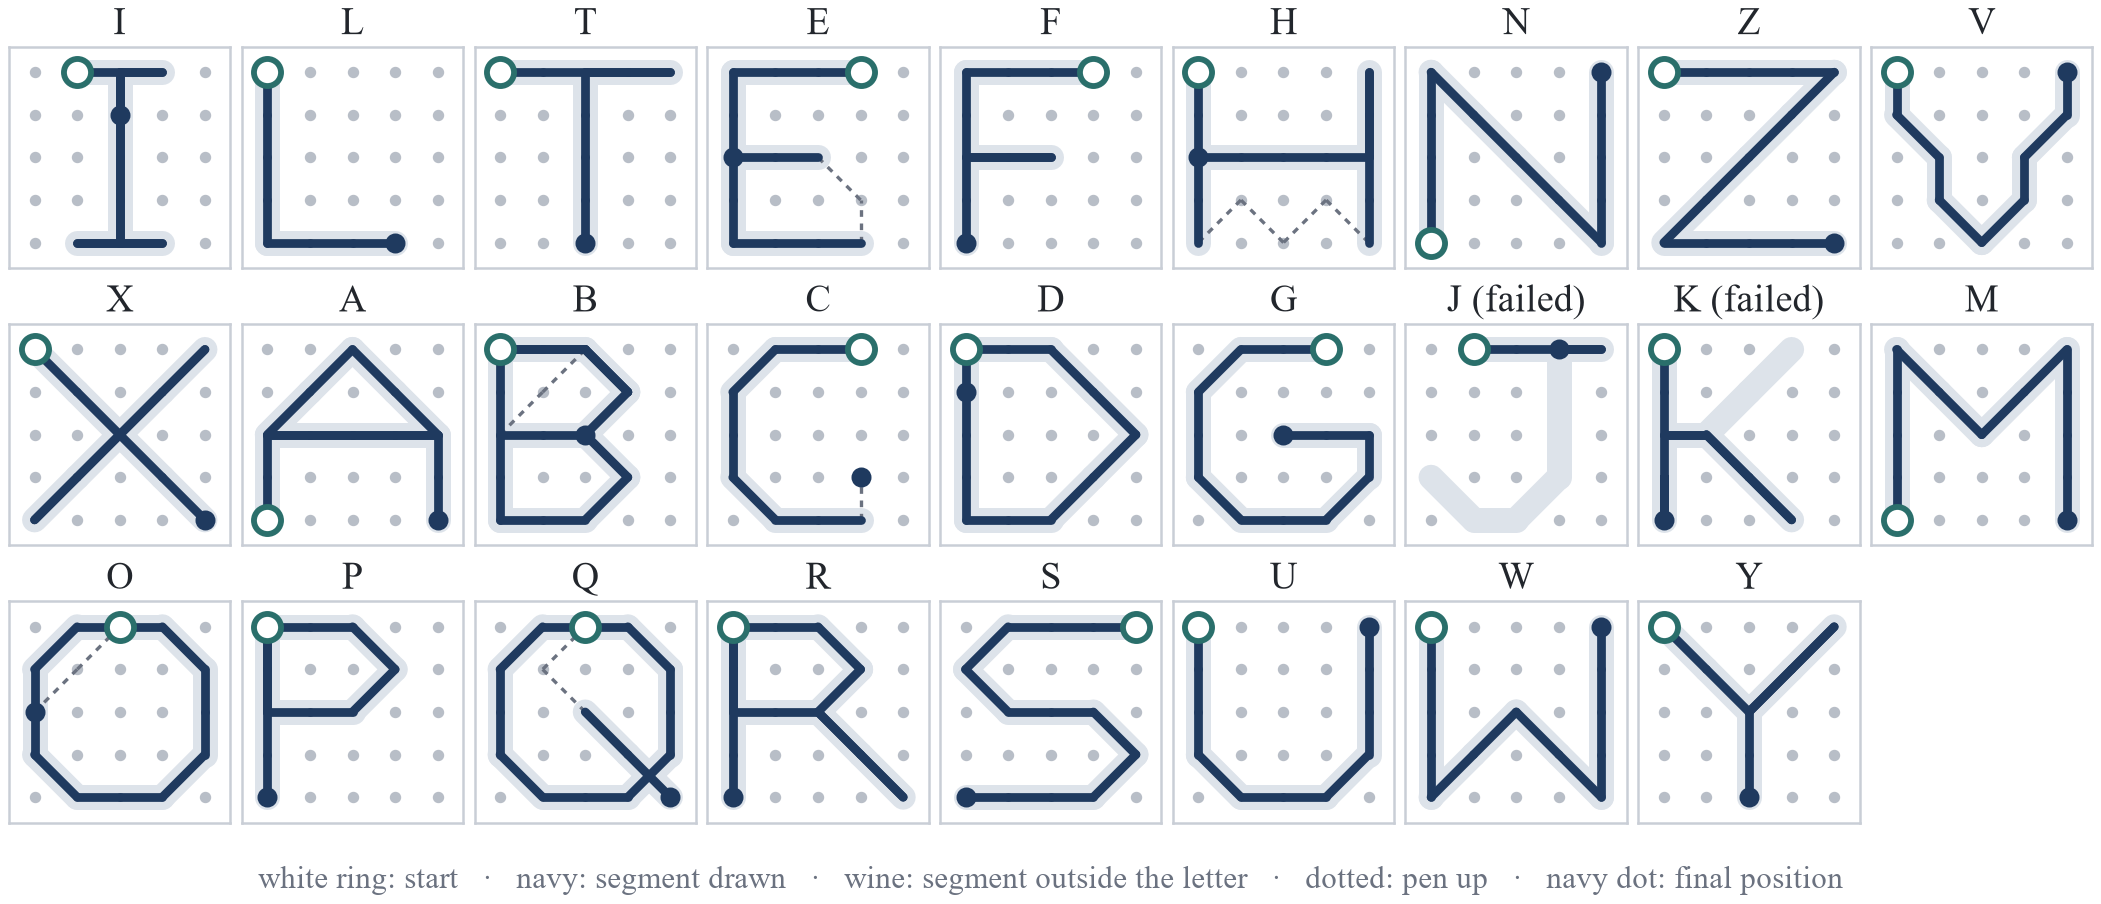 I L T E F H N Z V
X A B C D G J (failed) K (failed) M
O P Q R S U W Y
white ring: start · navy: segment drawn · wine: segment outside the letter · dotted: pen up · navy dot: final position